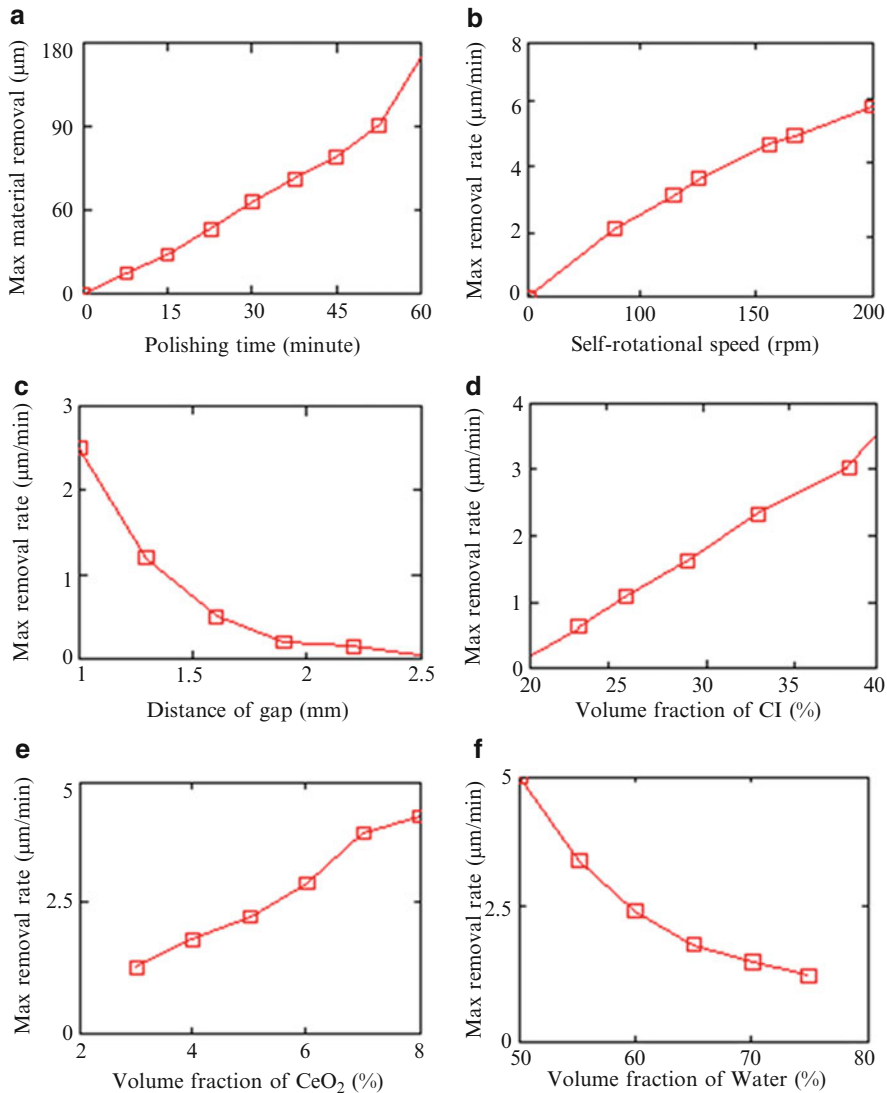 a
Max material removal (μm)
180
90
60
0
0 15 30 45 60
Polishing time (minute)
b
Max removal rate (μm/min)
8
6
4
2
0
0 100 150 200
Self-rotational speed (rpm)
c
Max removal rate (μm/min)
3
2
1
0
1 1.5 2 2.5
Distance of gap (mm)
d
Max removal rate (μm/min)
4
3
2
1
0
20 25 30 35 40
Volume fraction of CI (%)
e
Max removal rate (μm/min)
5
2.5
0
2 4 6 8
Volume fraction of CeO₂ (%)
f
Max removal rate (μm/min)
5
2.5
0
50 60 70 80
Volume fraction of Water (%)